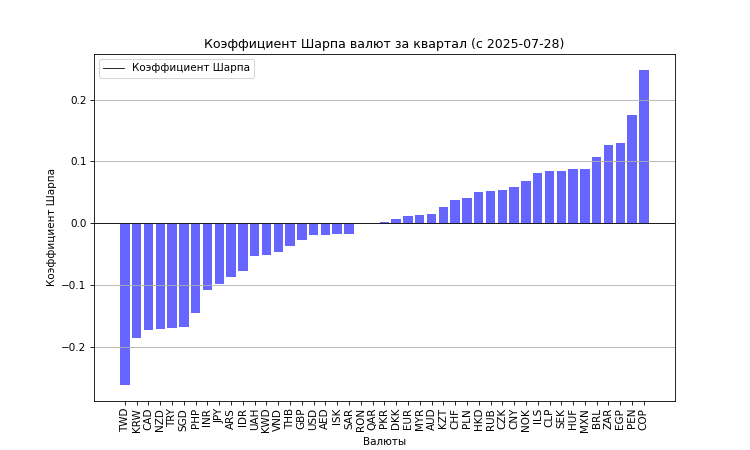 Коэффициент Шарпа валют за квартал (с 2025-07-28)
Коэффициент Шарпа
Коэффициент Шарпа
0.2
0.1
0.0
−0.1
−0.2
TWD KRW CAD NZD TRY SGD PHP INR JPY ARS IDR UAH KWD VND THB GBP USD AED ISK SAR RON QAR PKR DKK EUR MYR AUD KZT CHF PLN HKD RUB CZK CNY NOK ILS CLP SEK HUF MXN BRL ZAR EGP PEN COP
Валюты